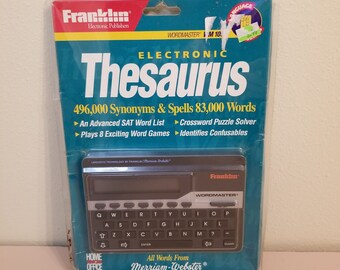 Franklin
Electronic Publishers
WORDMASTER
LANGUAGE
ELECTRONIC
Thesaurus
496,000 Synonyms & Spells 83,000 Words
An Advanced SAT Word List
Crossword Puzzle Solver
Plays 8 Exciting Word Games
Identifies Confusables
Franklin
WORDMASTER
Q W E R T Y U I O P
A S D F G H J K L
Z X C V B N M
HOME
OFFICE
All Words From
Merriam-Webster